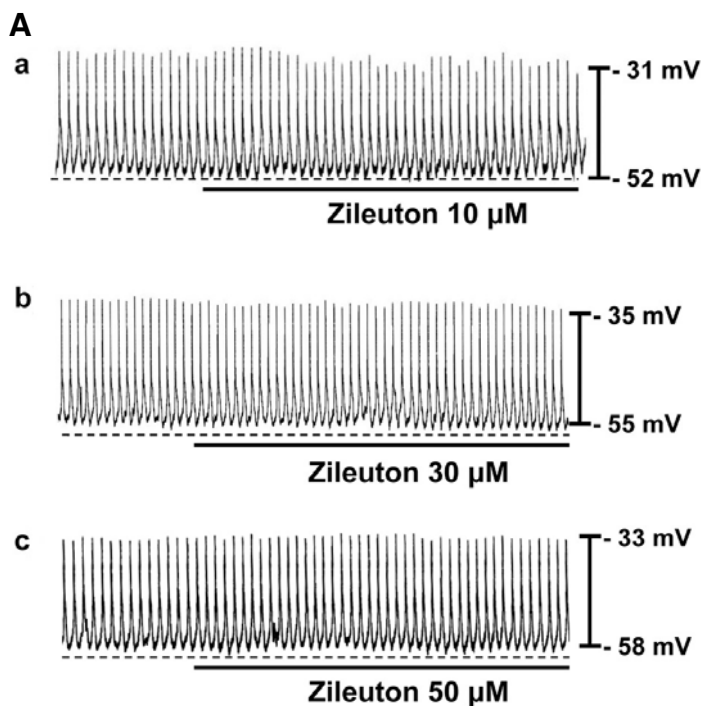 A
a
- 31 mV
- 52 mV
Zileuton 10 µM
b
- 35 mV
- 55 mV
Zileuton 30 µM
c
- 33 mV
- 58 mV
Zileuton 50 µM